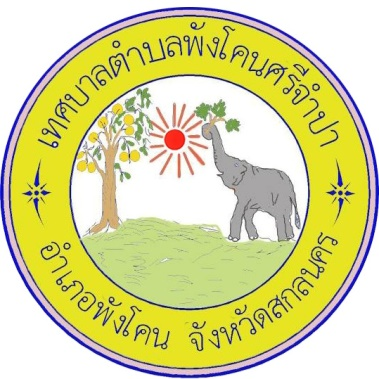 เทศบาลตำบลพังโคนศรีจำปา
อำเภอพังโคน จังหวัดสกลนคร